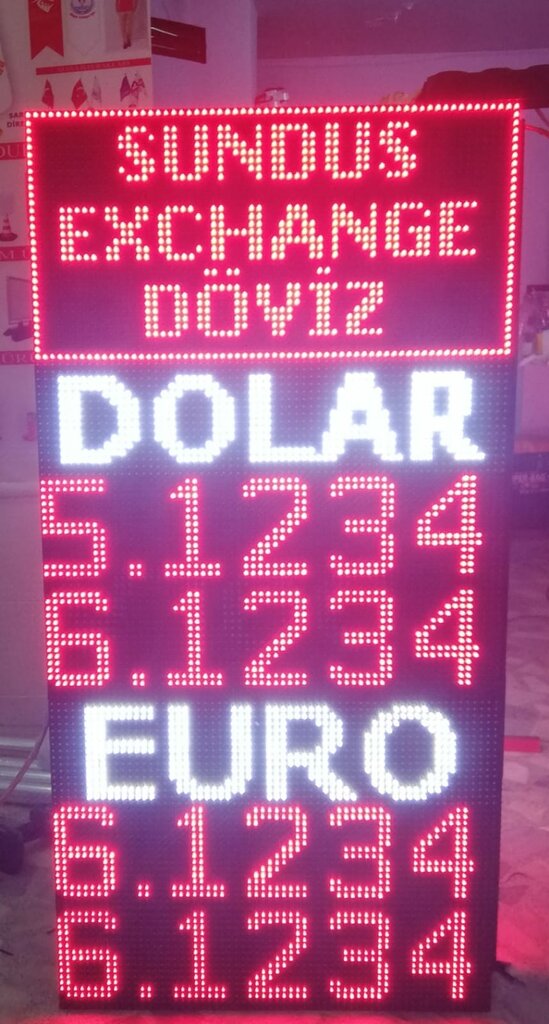 SUNDUS
EXCHANGE
DÖVİZ
DOLAR
5.1234
6.1234
EURO
6.1234
6.1234